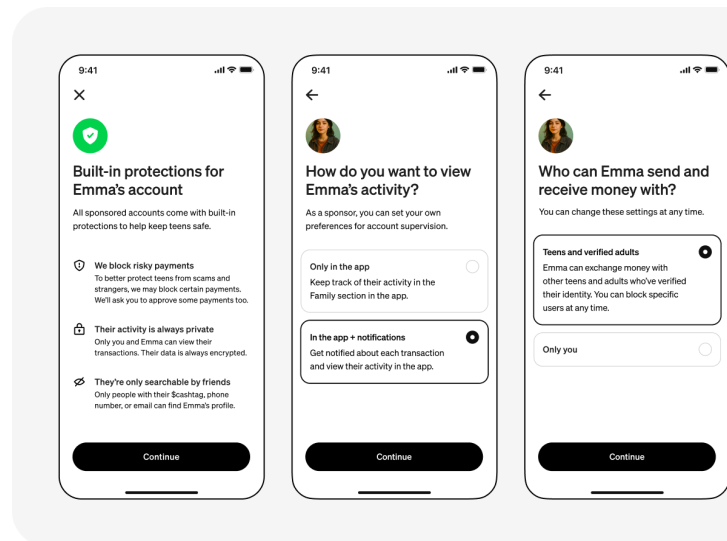 9:41
Built-in protections for
Emma's account
All sponsored accounts come with built-in
protections to help keep teens safe.
We block risky payments
To better protect teens from scams and
strangers, we may block certain payments.
We'll ask you to approve some payments too.
Their activity is always private
Only you and Emma can view their
transactions. Their data is always encrypted.
They're only searchable by friends
Only people with their $cashtag, phone
number, or email can find Emma's profile.
Continue
9:41
How do you want to view
Emma's activity?
As a sponsor, you can set your own
preferences for account supervision.
Only in the app
Keep track of their activity in the
Family section in the app.
In the app + notifications
Get notified about each transaction
and view their activity in the app.
Continue
9:41
Who can Emma send and
receive money with?
You can change these settings at any time.
Teens and verified adults
Emma can exchange money with
other teens and adults who've verified
their identity. You can block specific
users at any time.
Only you
Continue